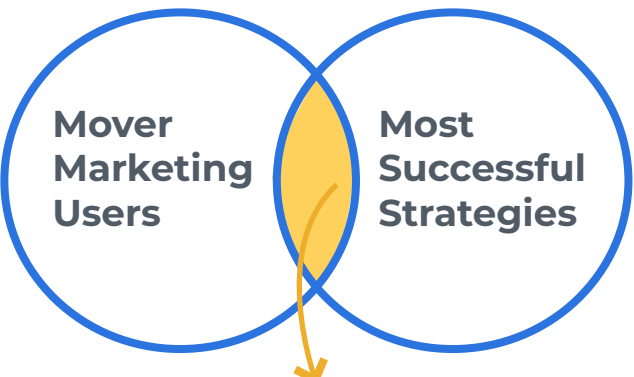 Mover
Marketing
Users
Most
Successful
Strategies